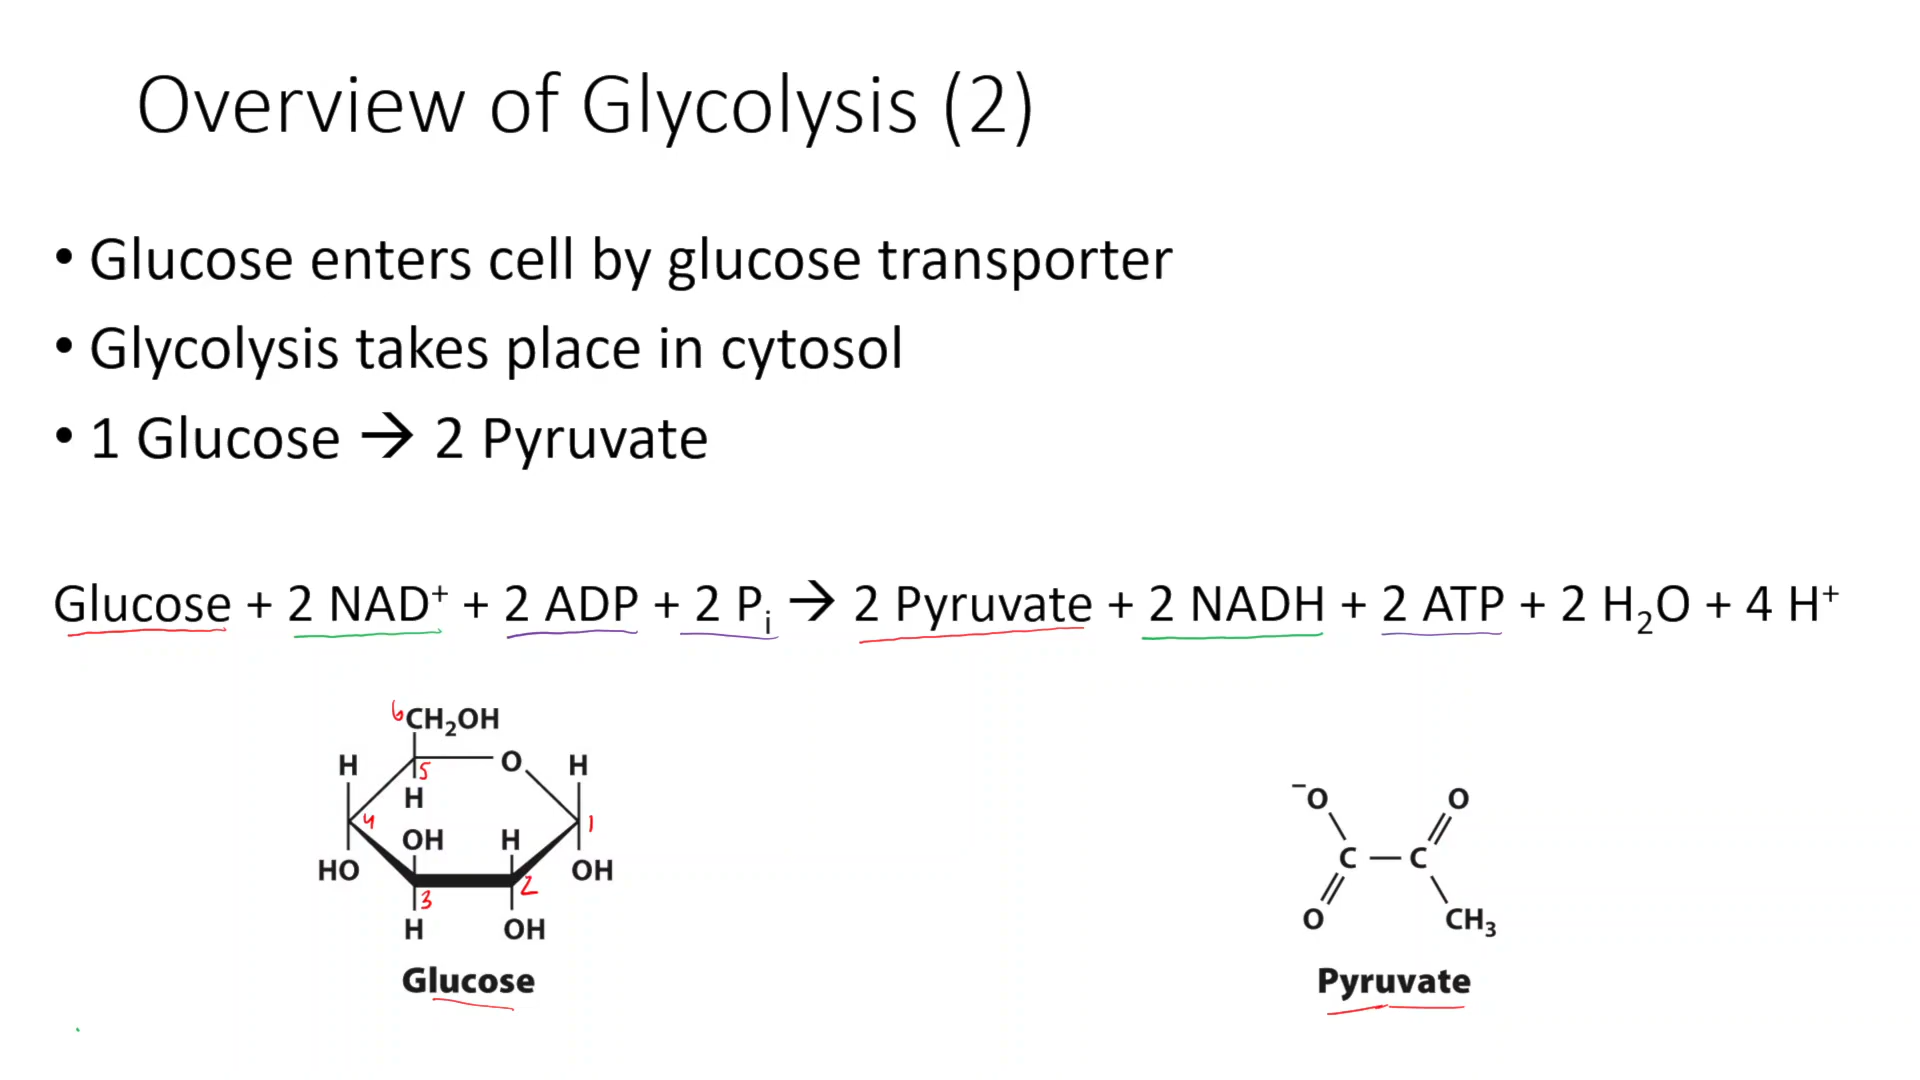 Overview of Glycolysis (2)
• Glucose enters cell by glucose transporter
• Glycolysis takes place in cytosol
• 1 Glucose → 2 Pyruvate
Glucose + 2 NAD⁺ + 2 ADP + 2 Pᵢ → 2 Pyruvate + 2 NADH + 2 ATP + 2 H₂O + 4 H⁺
6 CH₂OH
H 5 O H
H
4 OH H 1
HO 3 2 OH
H OH
Glucose
⁻O O
C — C
O CH₃
Pyruvate